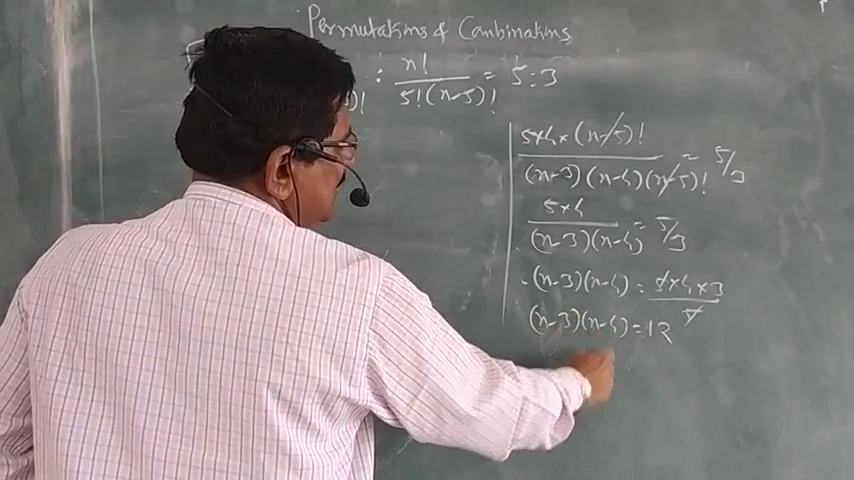 Permutations & Combinations
)! : n! / 5!(n-5)! = 5:3
5×4×(n-5)! / (n-3)(n-4)(n-5)! = 5/3
5×4 / (n-3)(n-4) = 5/3
(n-3)(n-4) = 5×4×3 / 5
(n-3)(n-4) = 12